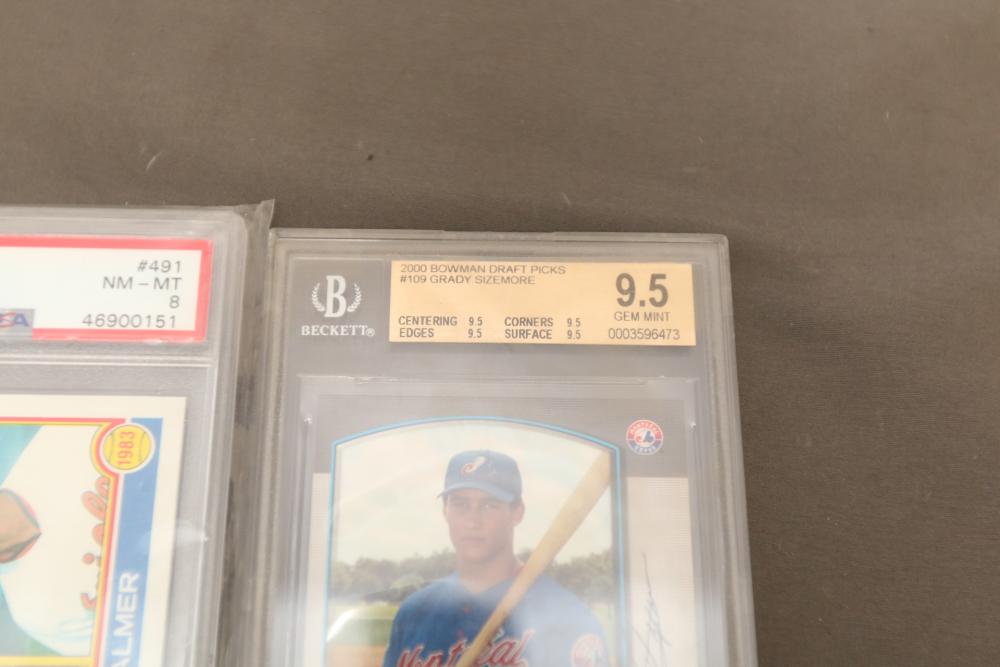 #491
NM - MT
8
46900151
1983
ALMER
B
BECKETT®
2000 BOWMAN DRAFT PICKS
#109 GRADY SIZEMORE
CENTERING 9.5 CORNERS 9.5
EDGES 9.5 SURFACE 9.5
9.5
GEM MINT
0003596473
Montreal